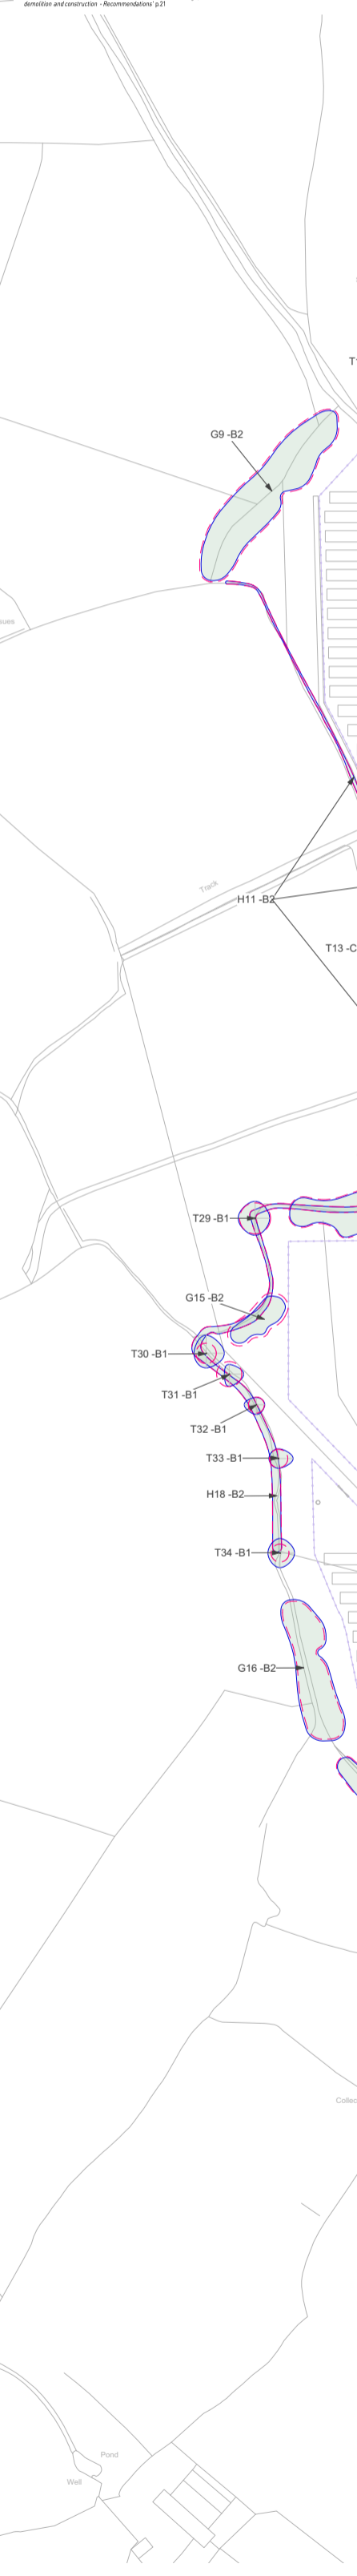 demolition and construction - Recommendations' p.21
G9 -B2
Track
H11 -B2
T13 -C
T29 -B1
G15 -B2
T30 -B1
T31 -B1
T32 -B1
T33 -B1
H18 -B2
T34 -B1
G16 -B2
Collec
Pond
Well